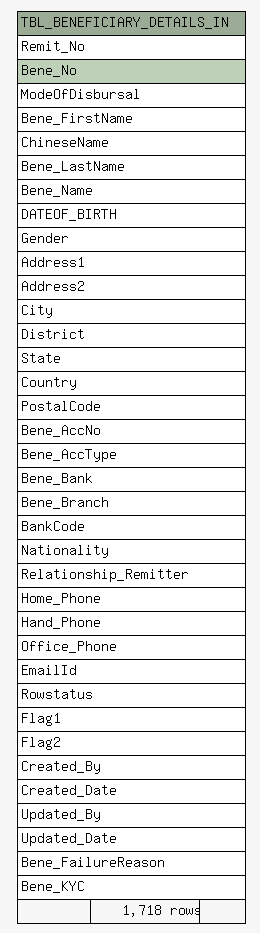 TBL_BENEFICIARY_DETAILS_IN
Remit_No
Bene_No
ModeOfDisbursal
Bene_FirstName
ChineseName
Bene_LastName
Bene_Name
DATEOF_BIRTH
Gender
Address1
Address2
City
District
State
Country
PostalCode
Bene_AccNo
Bene_AccType
Bene_Bank
Bene_Branch
BankCode
Nationality
Relationship_Remitter
Home_Phone
Hand_Phone
Office_Phone
EmailId
Rowstatus
Flag1
Flag2
Created_By
Created_Date
Updated_By
Updated_Date
Bene_FailureReason
Bene_KYC
1,718 rows